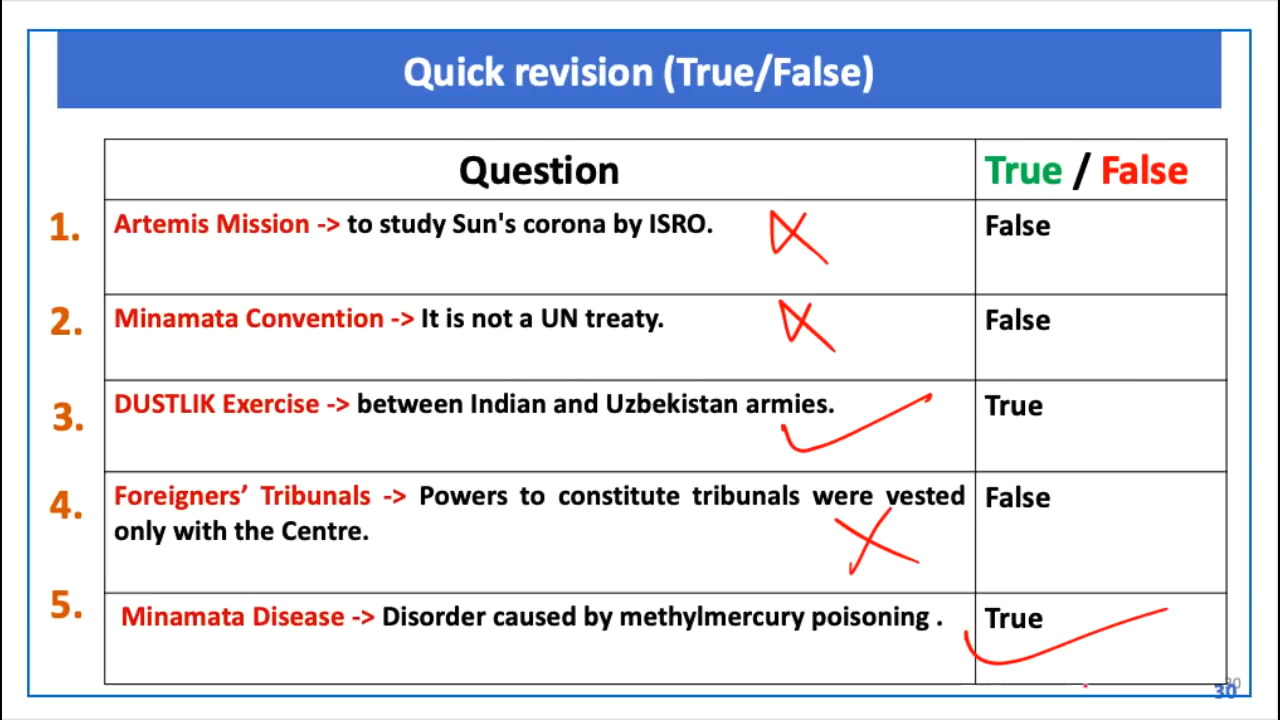 Quick revision (True/False)
Question True / False
1. Artemis Mission -> to study Sun's corona by ISRO. False
2. Minamata Convention -> It is not a UN treaty. False
3. DUSTLIK Exercise -> between Indian and Uzbekistan armies. True
4. Foreigners’ Tribunals -> Powers to constitute tribunals were vested False
only with the Centre.
5. Minamata Disease -> Disorder caused by methylmercury poisoning . True
30
30